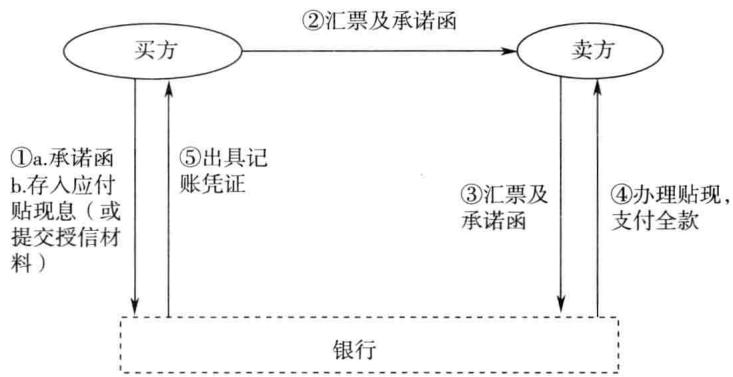 ②汇票及承诺函
买方
卖方
①a.承诺函
b.存入应付
贴现息（或
提交授信材
料）
⑤出具记
账凭证
③汇票及
承诺函
④办理贴现，
支付全款
银行